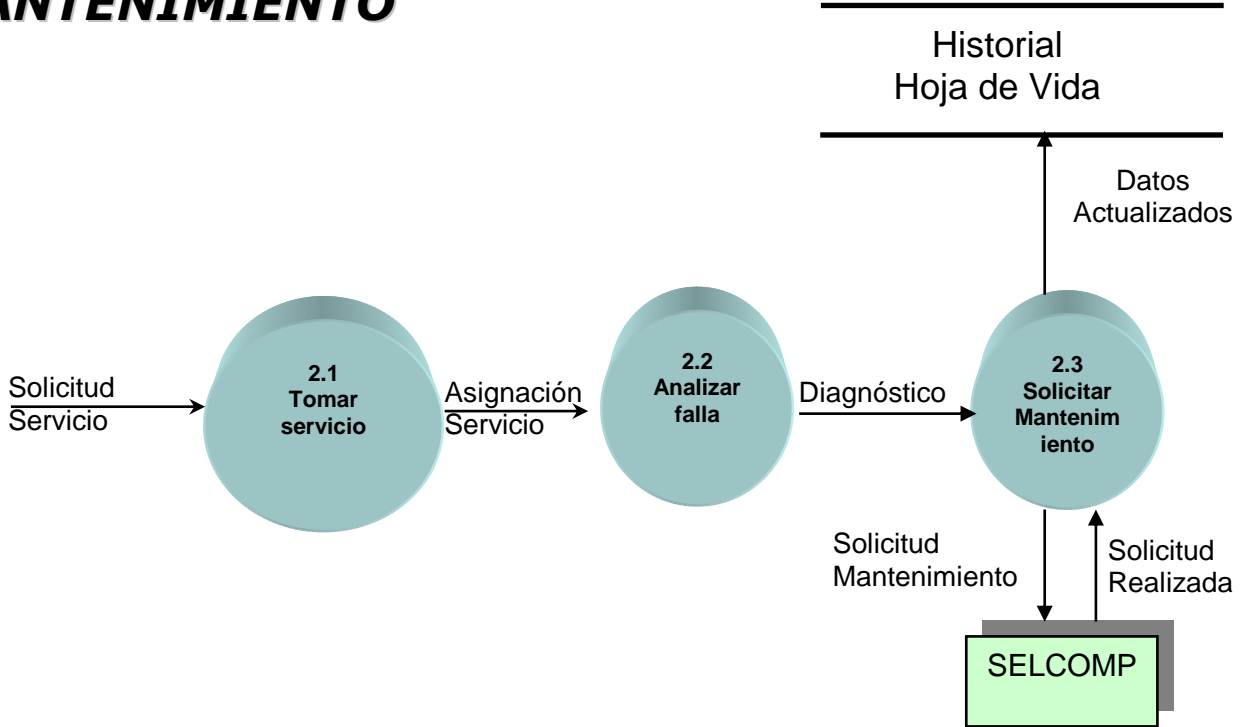 ANTENIMIENTO
Historial
Hoja de Vida
Datos
Actualizados
Solicitud
Servicio
2.1
Tomar
servicio
Asignación
Servicio
2.2
Analizar
falla
Diagnóstico
2.3
Solicitar
Mantenim
iento
Solicitud
Mantenimiento
Solicitud
Realizada
SELCOMP